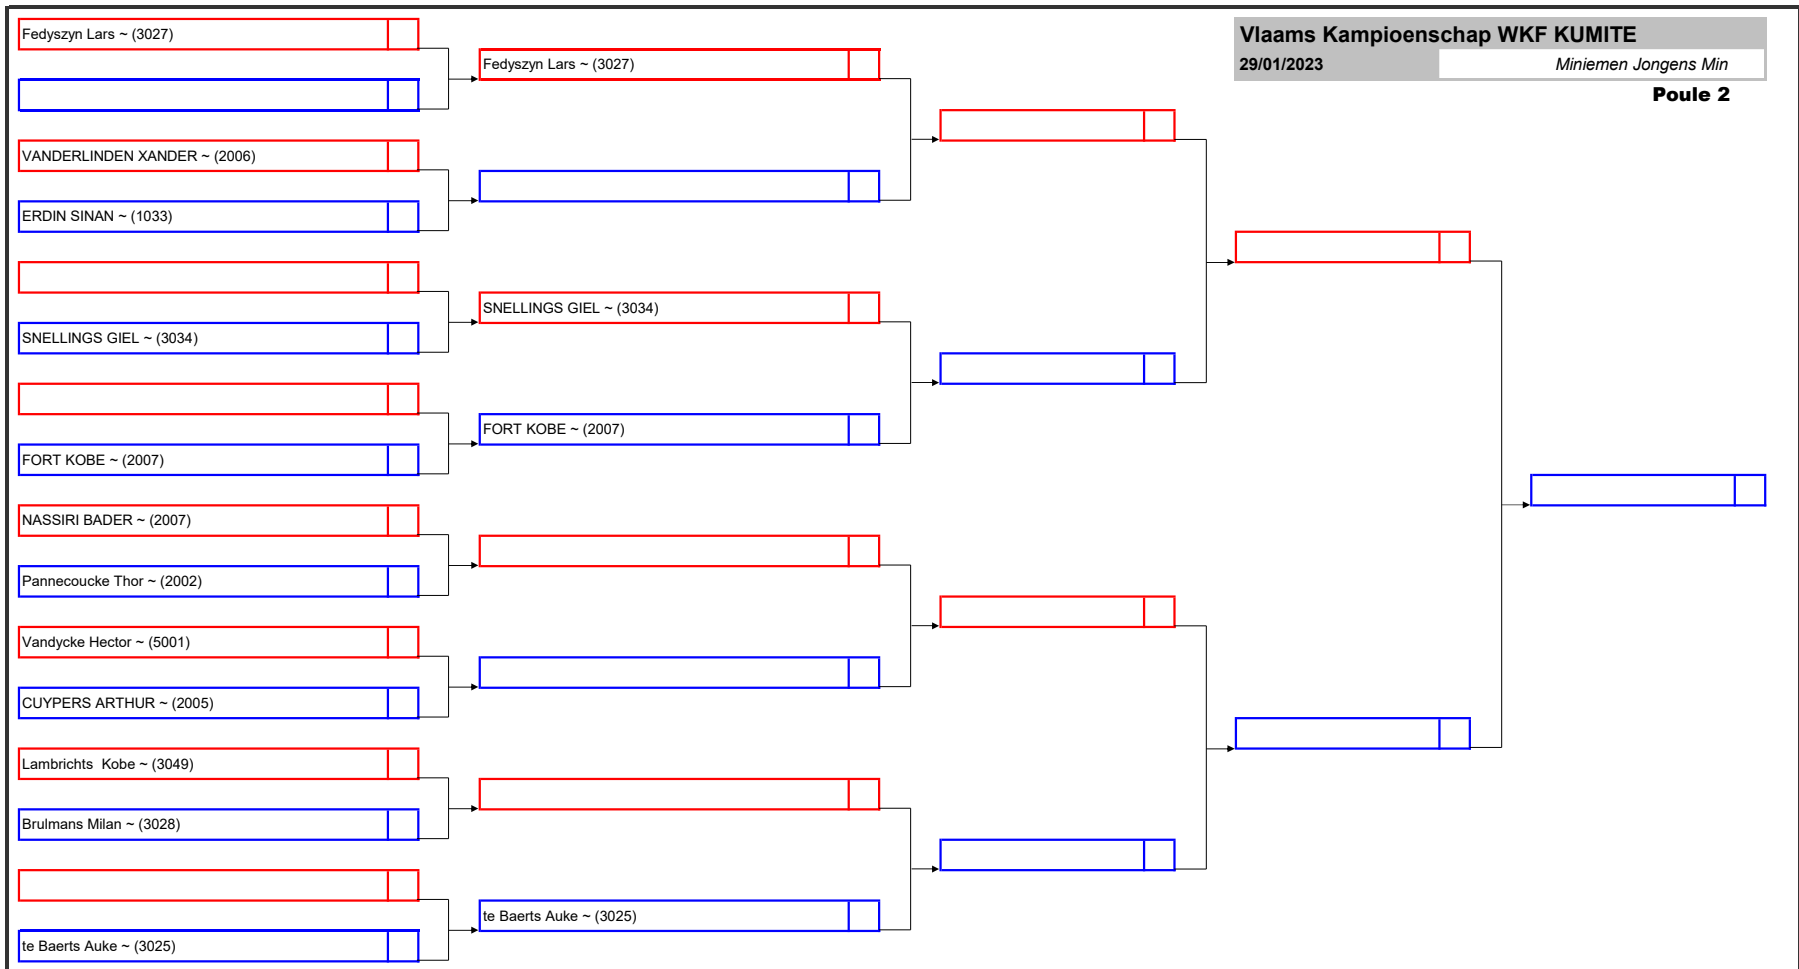 Vlaams Kampioenschap WKF KUMITE
29/01/2023
Miniemen Jongens Min
Poule 2
Fedyszyn Lars ~ (3027)
VANDERLINDEN XANDER ~ (2006)
ERDIN SINAN ~ (1033)
SNELLINGS GIEL ~ (3034)
FORT KOBE ~ (2007)
NASSIRI BADER ~ (2007)
Pannecoucke Thor ~ (2002)
Vandycke Hector ~ (5001)
CUYPERS ARTHUR ~ (2005)
Lambrichts  Kobe ~ (3049)
Brulmans Milan ~ (3028)
te Baerts Auke ~ (3025)
Fedyszyn Lars ~ (3027)
SNELLINGS GIEL ~ (3034)
FORT KOBE ~ (2007)
te Baerts Auke ~ (3025)